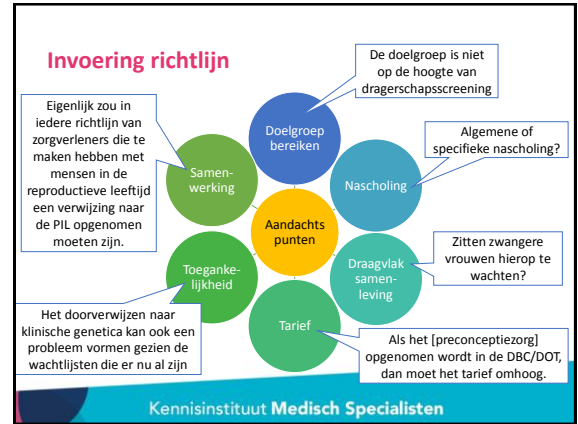 Invoering richtlijn
De doelgroep is niet
op de hoogte van
dragerschapsscreening
Eigenlijk zou in
iedere richtlijn van
zorgverleners die te
maken hebben met
mensen in de
reproductieve leeftijd
een verwijzing naar
de PIL opgenomen
moeten zijn.
Doelgroep
bereiken
Samen-
werking
Algemene of
specifieke nascholing?
Nascholing
Aandachts
punten
Zitten zwangere
vrouwen hierop te
wachten?
Toeganke-
lijkheid
Draagvlak
samen-
leving
Het doorverwijzen naar
klinische genetica kan ook een
probleem vormen gezien de
wachtlijsten die er nu al zijn
Tarief
Als het [preconceptiezorg]
opgenomen wordt in de DBC/DOT,
dan moet het tarief omhoog.
Kennisinstituut Medisch Specialisten